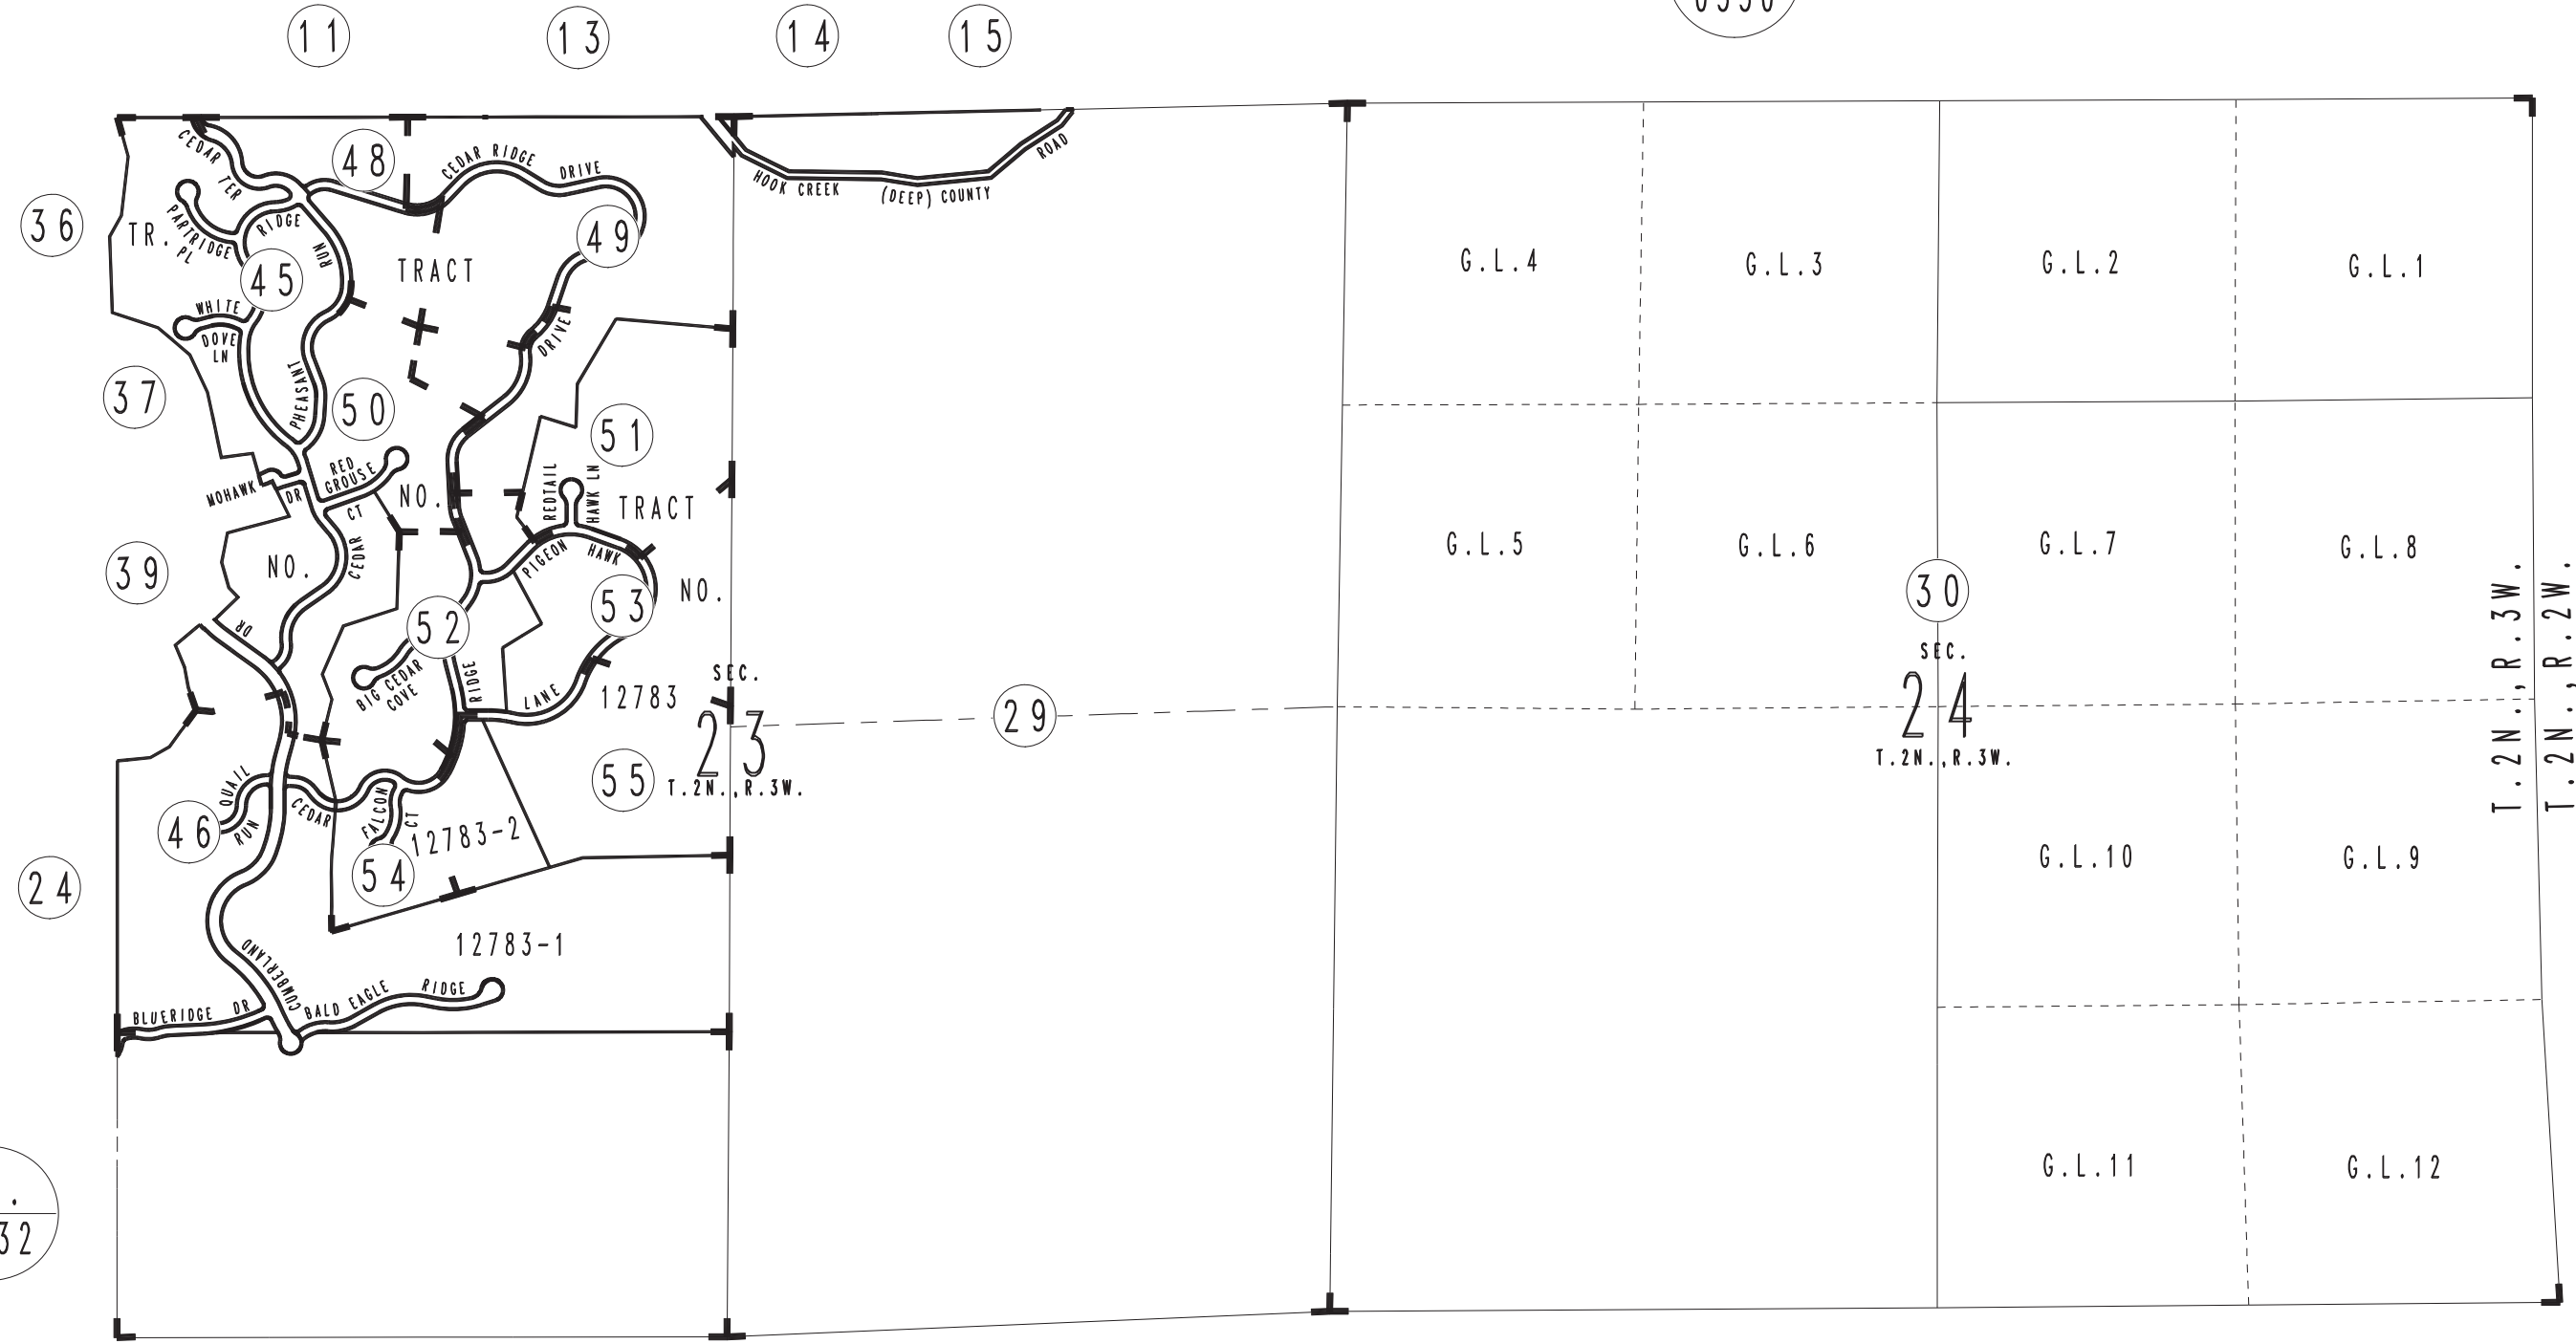 11
13
14
15
36
48
CEDAR TER
CEDAR RIDGE DRIVE
HOOK CREEK (DEEP) COUNTY ROAD
TR.
PARTRIDGE PL
RIDGE
RUN
49
45
TRACT
G.L.4
G.L.3
G.L.2
G.L.1
WHITE DOVE LN
DRIVE
37
PHEASANT
50
51
RED GROUSE CT
MOHAWK DR
NO.
REDTAIL HAWK LN
TRACT
39
NO.
CEDAR
PIGEON HAWK
53
NO.
G.L.5
G.L.6
G.L.7
G.L.8
30
DR
52
BIG CEDAR COVE
RIDGE
LANE
12783
SEC.
23
T.2N.,R.3W.
29
SEC.
24
T.2N.,R.3W.
T.2N.,R.3W.
T.2N.,R.2W.
55
QUAIL RUN
46
CEDAR
FALCON CT
12783-2
54
24
G.L.10
G.L.9
12783-1
CUMBERLAND
BLUERIDGE DR
BALD EAGLE RIDGE
G.L.11
G.L.12
32